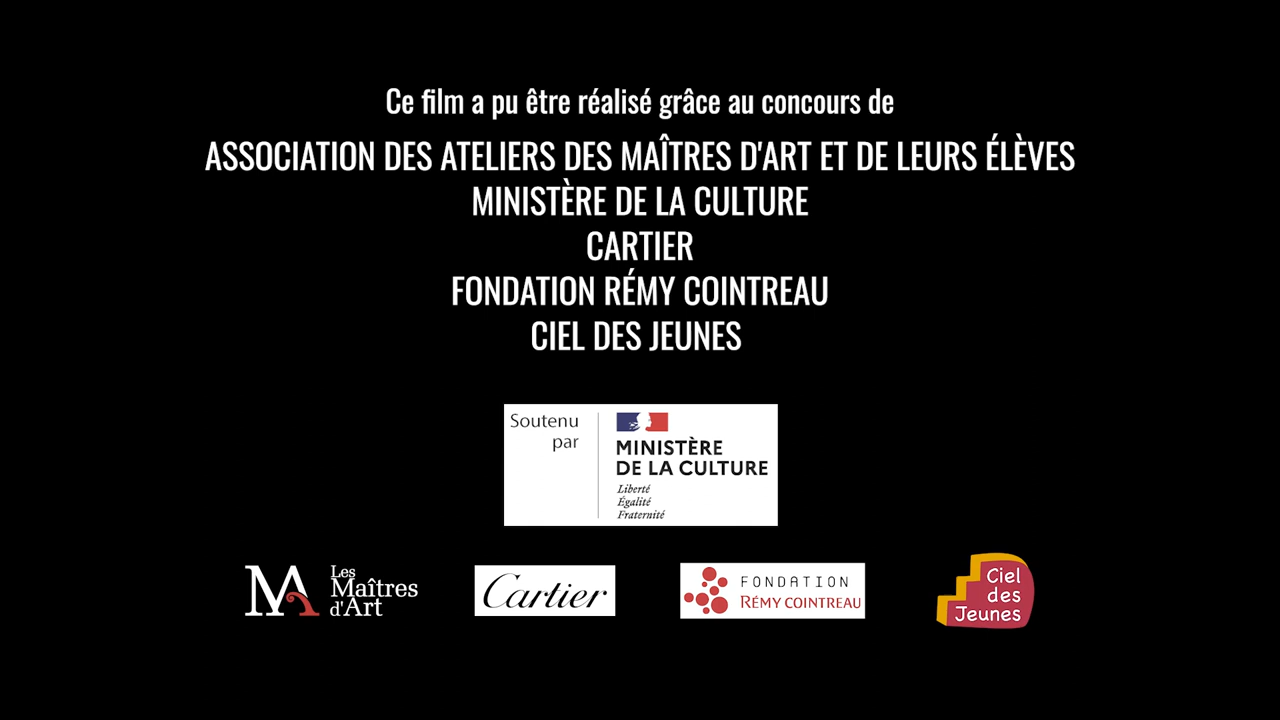 Ce film a pu être réalisé grâce au concours de
ASSOCIATION DES ATELIERS DES MAÎTRES D'ART ET DE LEURS ÉLÈVES
MINISTÈRE DE LA CULTURE
CARTIER
FONDATION RÉMY COINTREAU
CIEL DES JEUNES
Soutenu
par
MINISTÈRE
DE LA CULTURE
Liberté
Égalité
Fraternité
MA
Les
Maîtres
d'Art
Cartier
FONDATION
RÉMY COINTREAU
Ciel
des
Jeunes